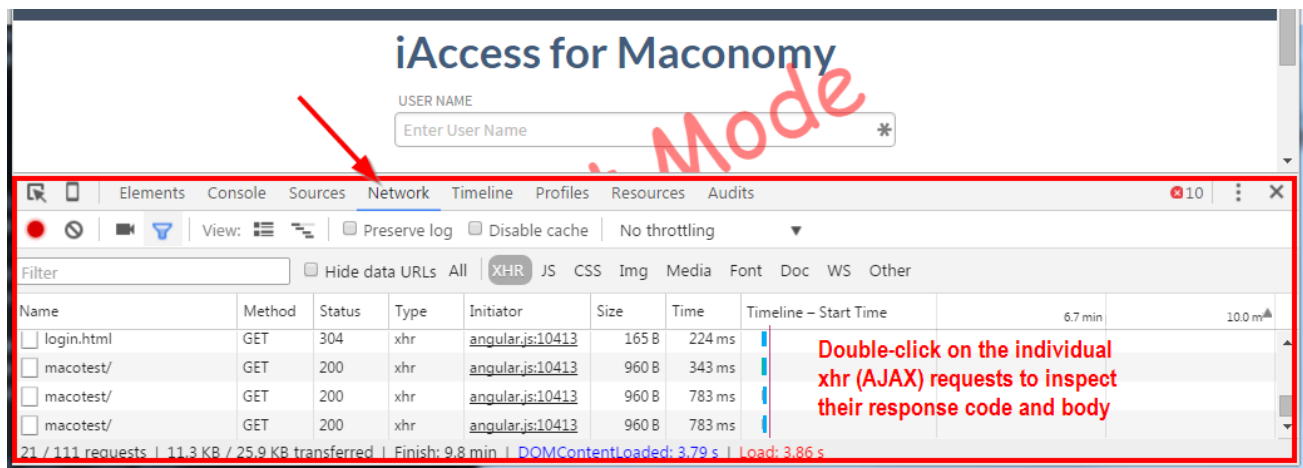 iAccess for Maconomy
USER NAME
Enter User Name
Mode
Elements Console Sources Network Timeline Profiles Resources Audits 10
View: Preserve log Disable cache No throttling
Filter Hide data URLs All XHR JS CSS Img Media Font Doc WS Other
Name Method Status Type Initiator Size Time Timeline – Start Time 6.7 min 10.0 m
login.html GET 304 xhr angular.js:10413 165 B 224 ms
macotest/ GET 200 xhr angular.js:10413 960 B 343 ms
macotest/ GET 200 xhr angular.js:10413 960 B 783 ms
macotest/ GET 200 xhr angular.js:10413 960 B 783 ms
Double-click on the individual
xhr (AJAX) requests to inspect
their response code and body
21 / 111 requests | 11.3 KB / 25.9 KB transferred | Finish: 9.8 min | DOMContentLoaded: 3.79 s | Load: 3.86 s